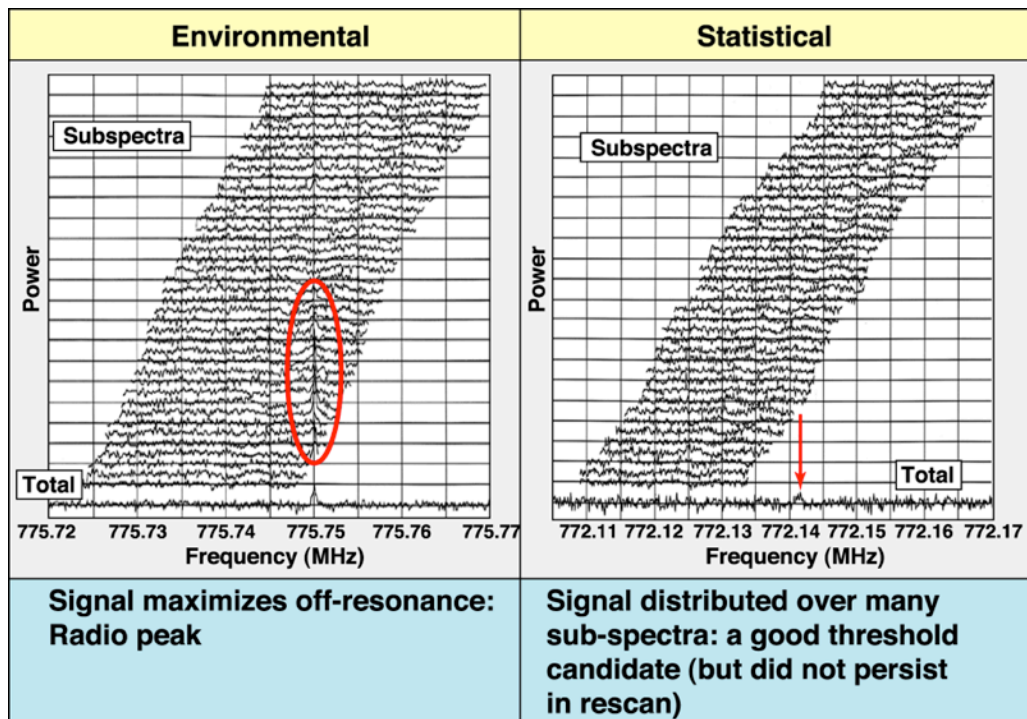 Environmental
Subspectra
Power
Total
775.72 775.73 775.74 775.75 775.76 775.77
Frequency (MHz)
Signal maximizes off-resonance:
Radio peak
Statistical
Subspectra
Power
Total
772.11 772.12 772.13 772.14 772.15 772.16 772.17
Frequency (MHz)
Signal distributed over many
sub-spectra: a good threshold
candidate (but did not persist
in rescan)